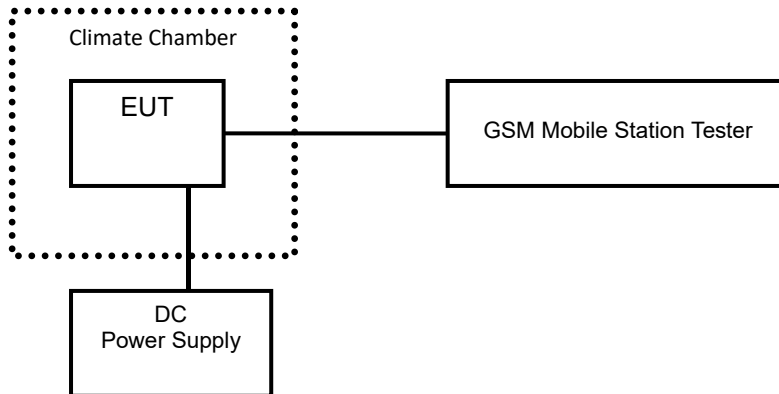 Climate Chamber
EUT
GSM Mobile Station Tester
DC
Power Supply